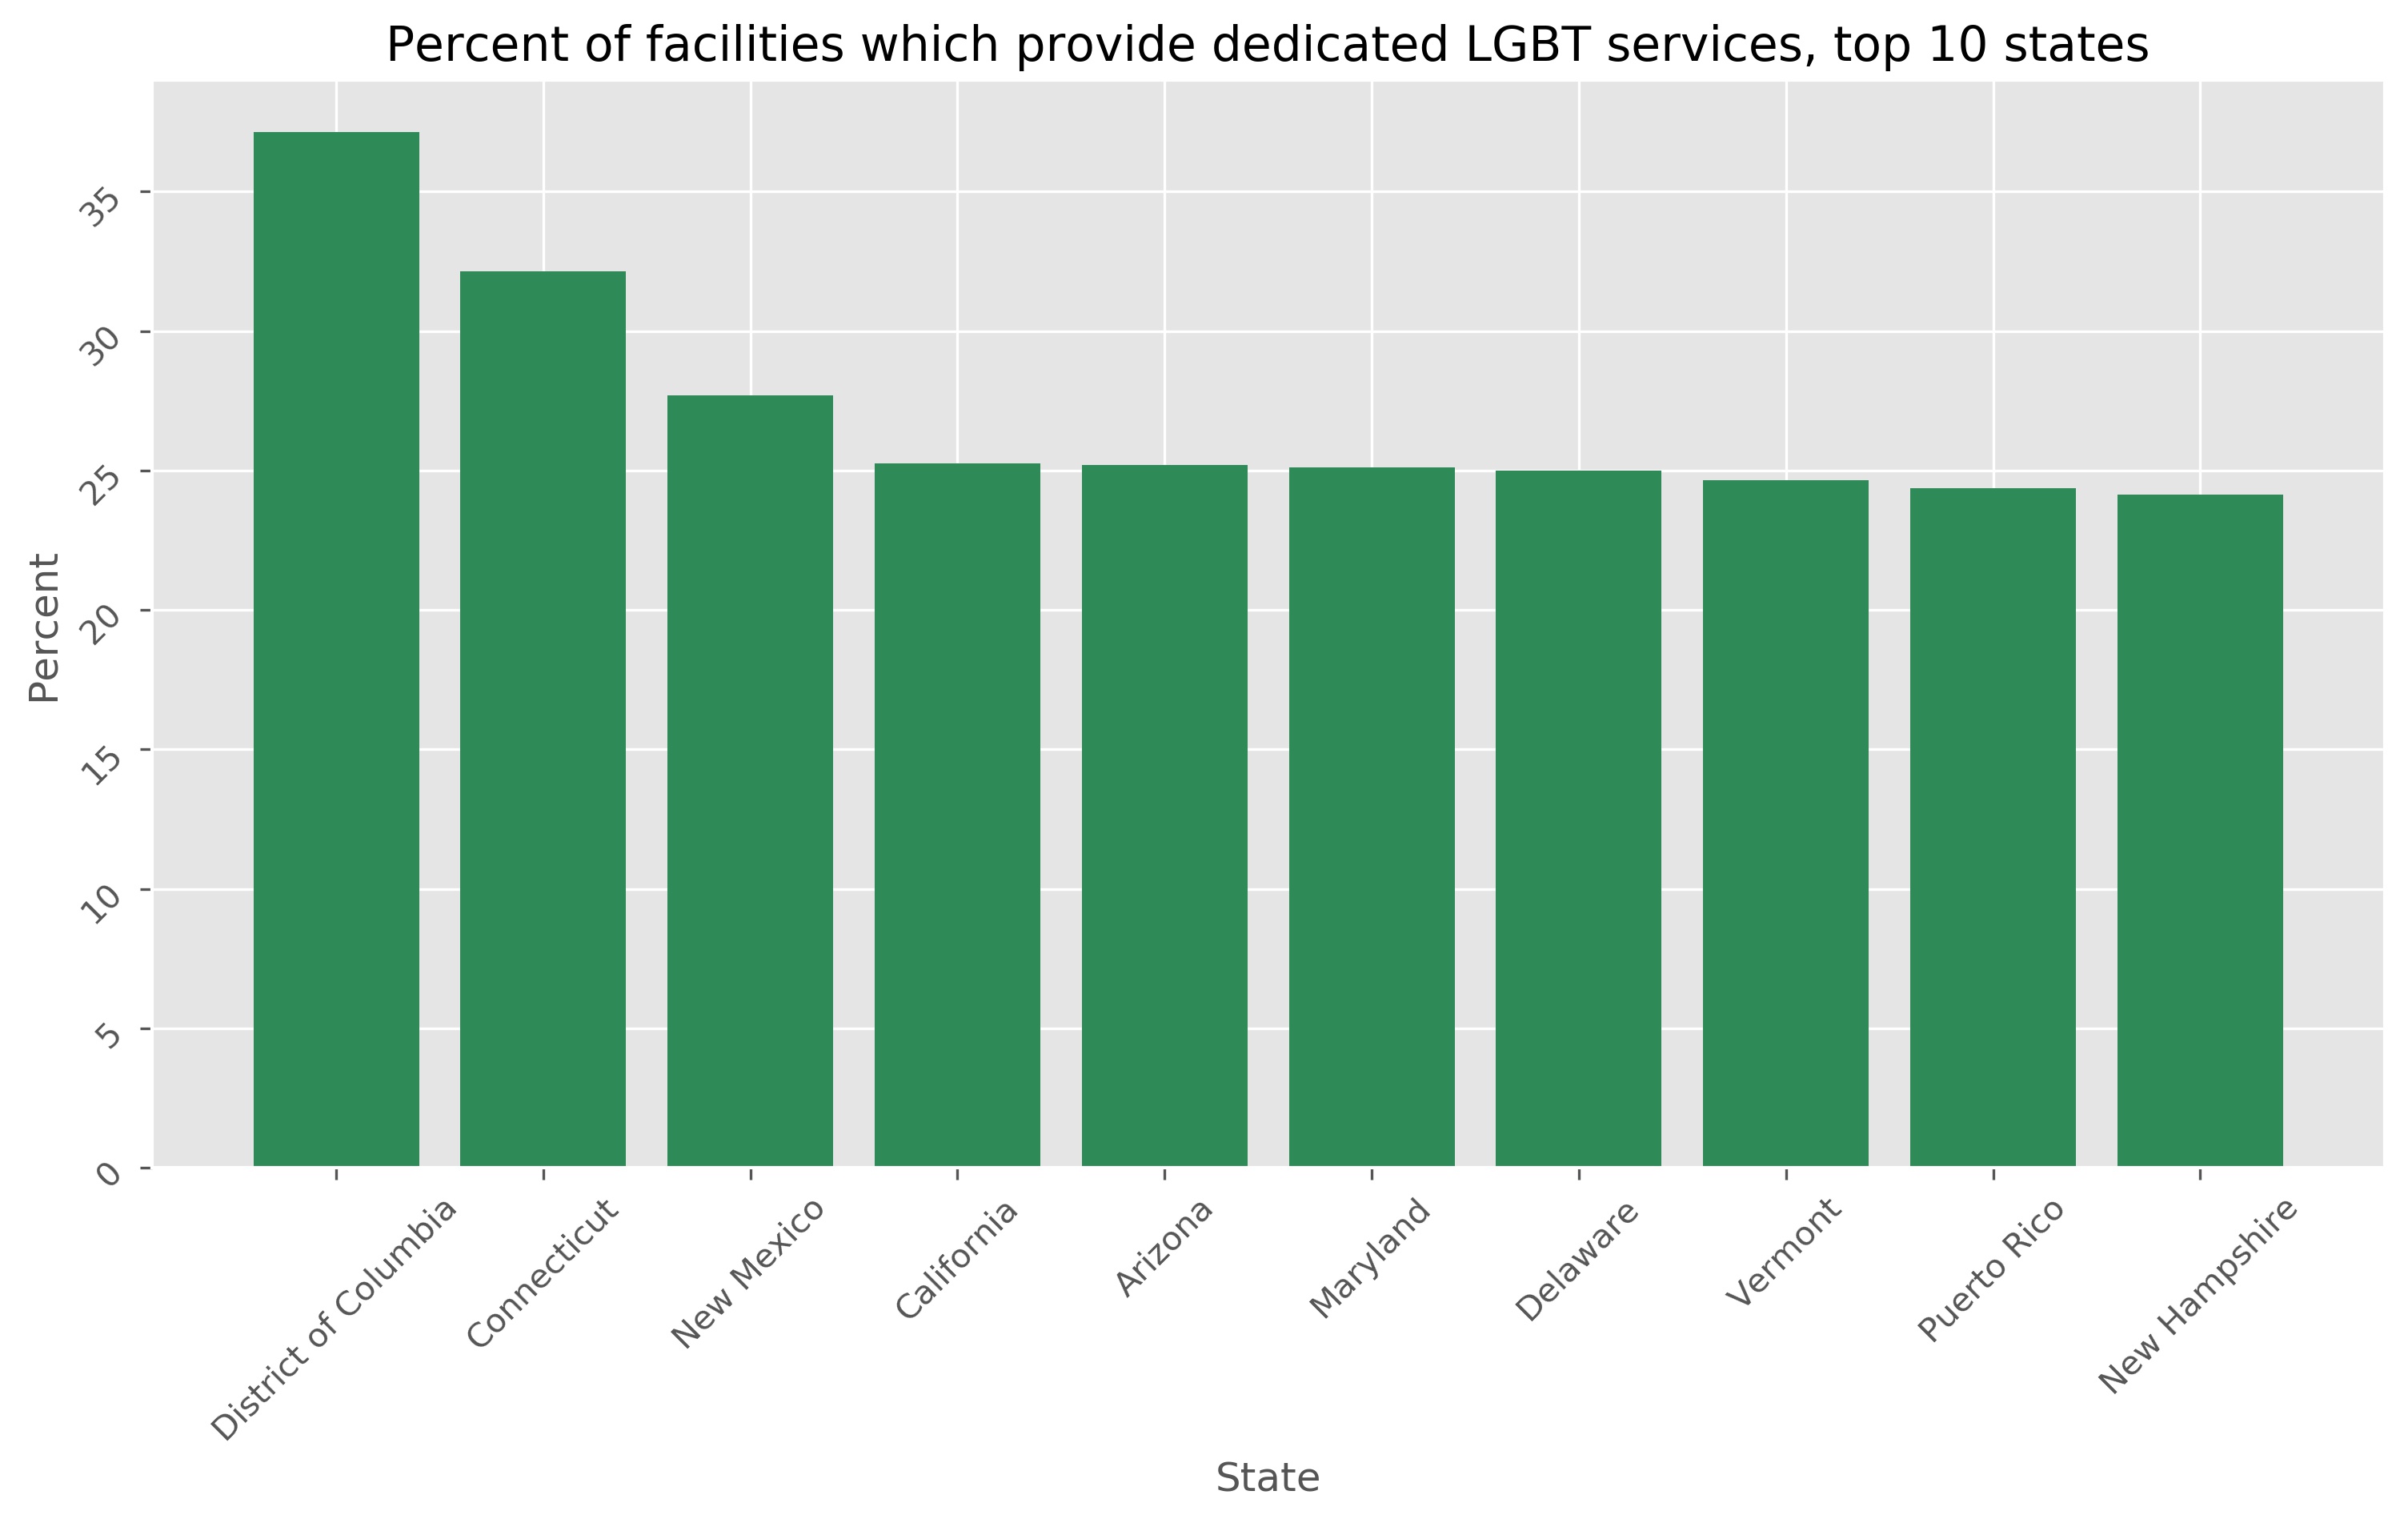 Percent of facilities which provide dedicated LGBT services, top 10 states
Percent
35
30
25
20
15
10
5
0
District of Columbia
Connecticut
New Mexico
California
Arizona
Maryland
Delaware
Vermont
Puerto Rico
New Hampshire
State